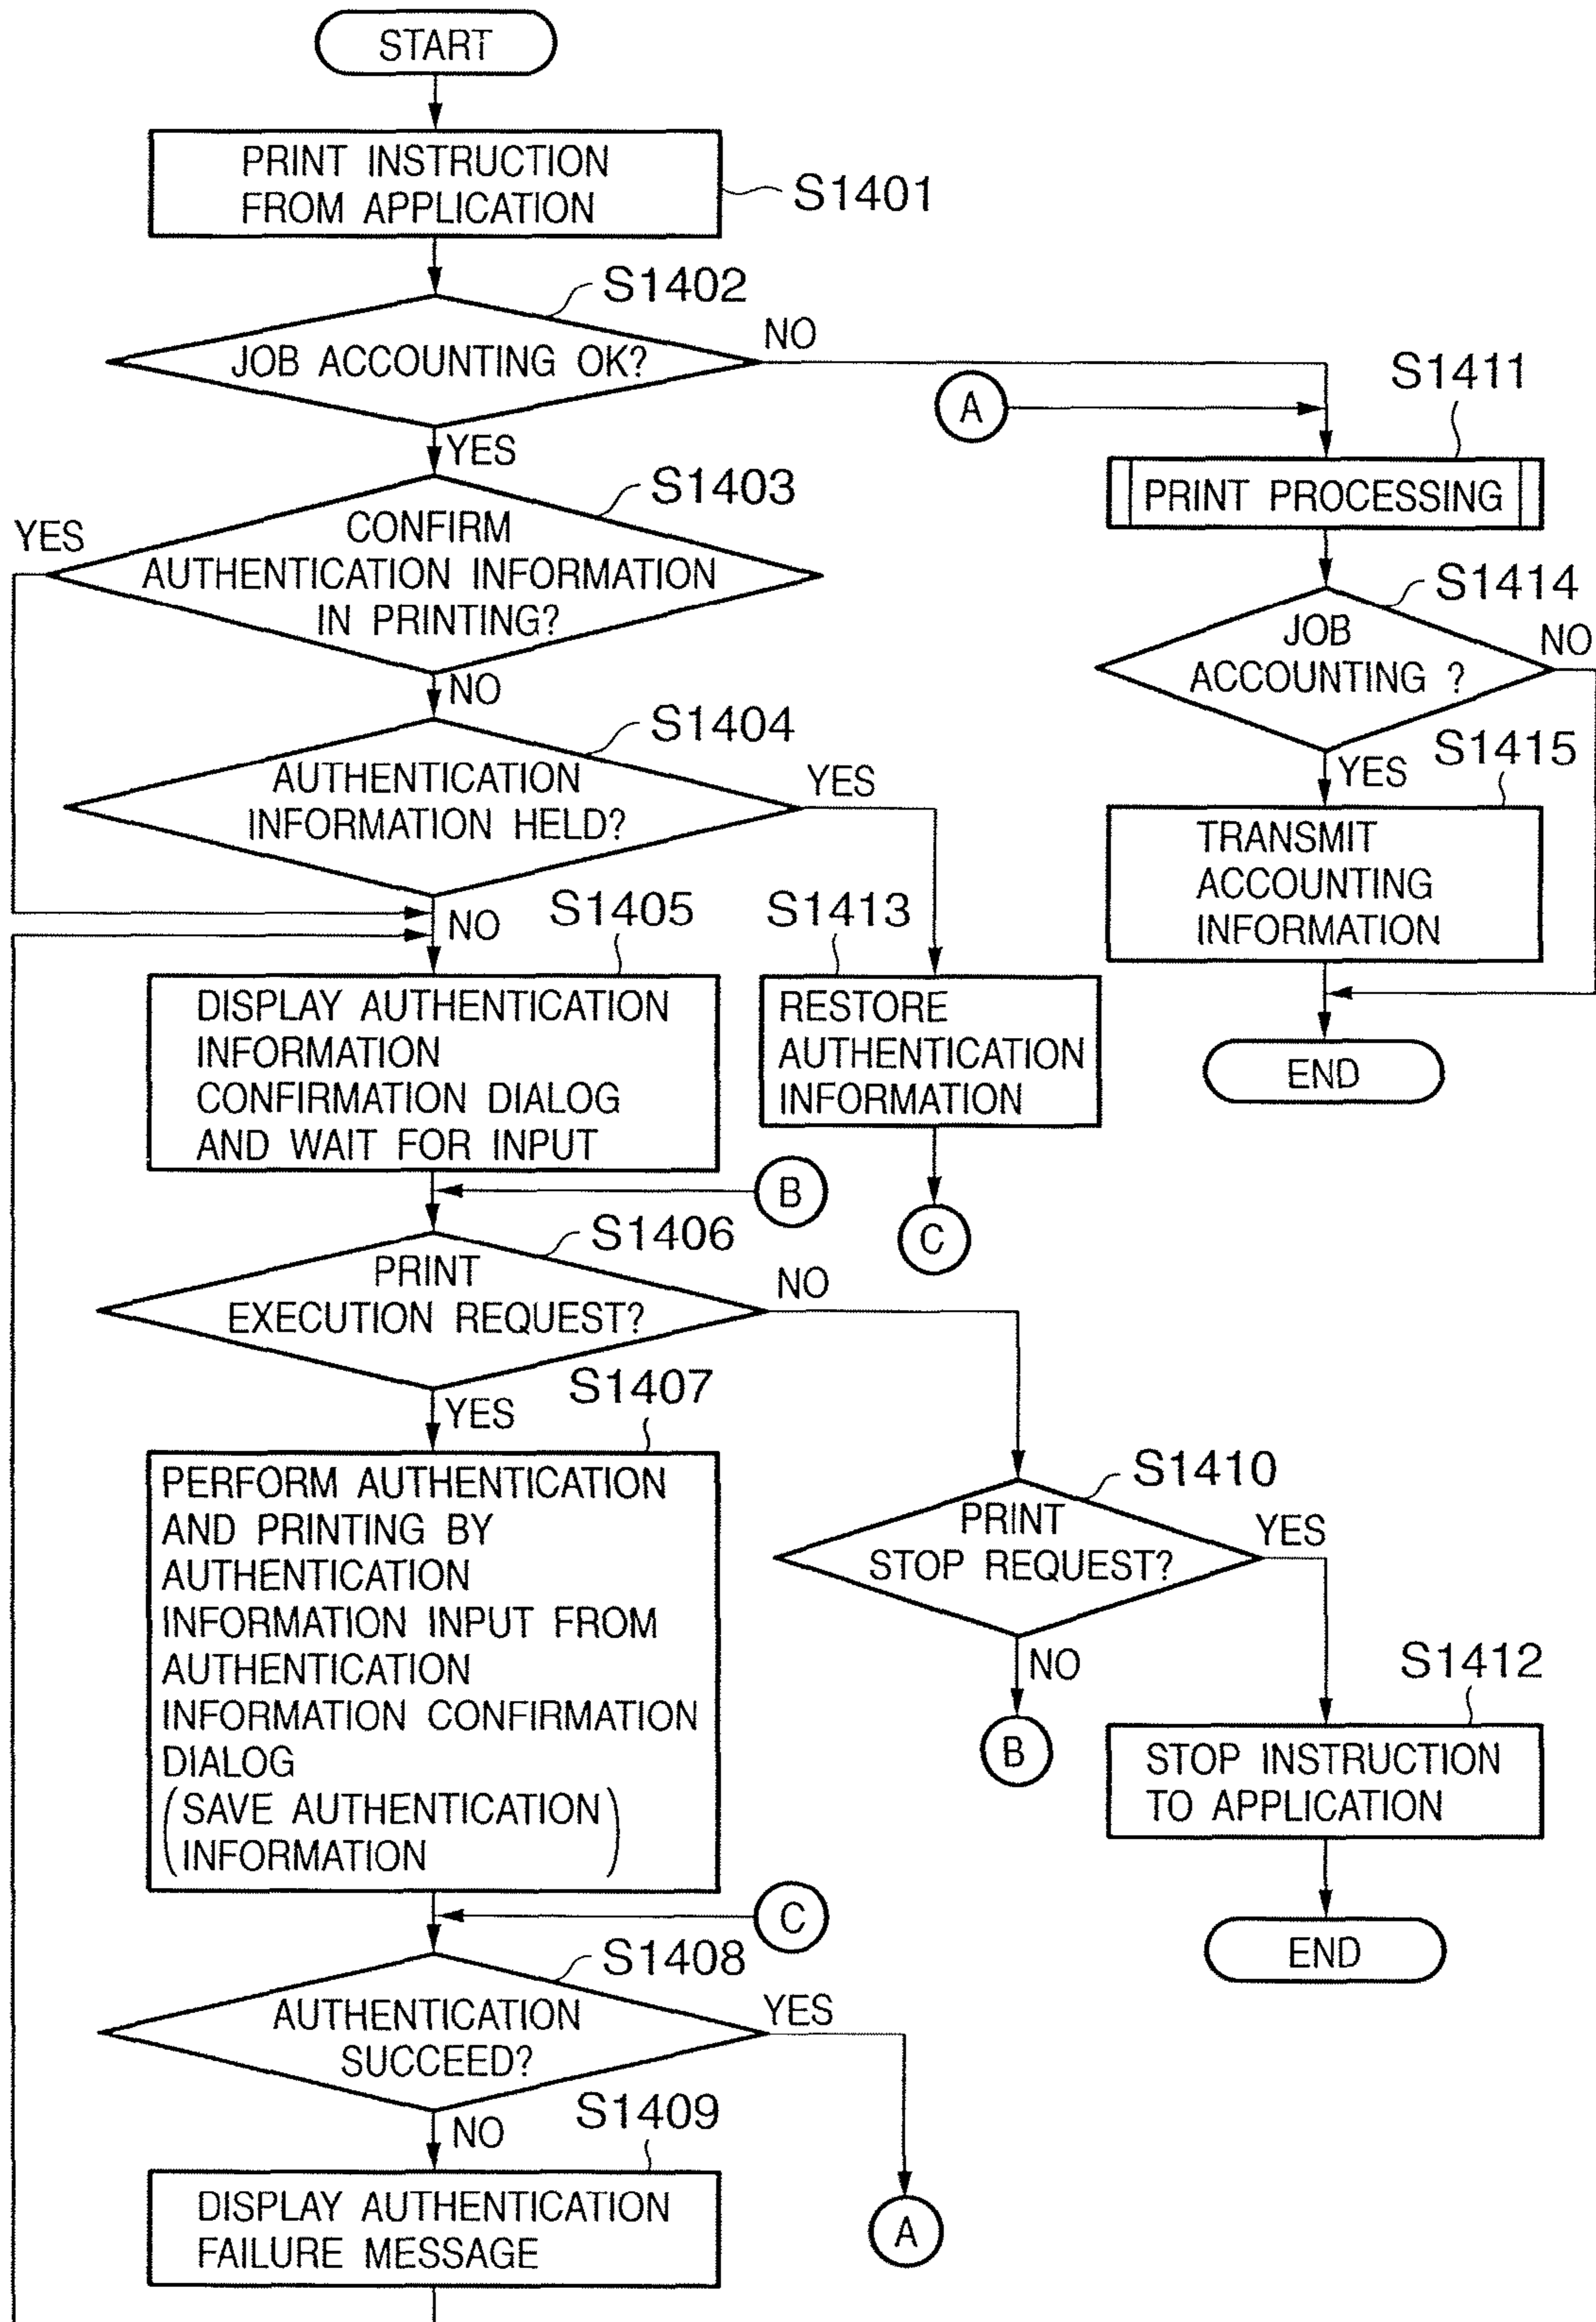 START
PRINT INSTRUCTION
FROM APPLICATION
S1401
S1402
JOB ACCOUNTING OK?
NO
YES
A
S1411
PRINT PROCESSING
S1403
CONFIRM
AUTHENTICATION INFORMATION
IN PRINTING?
YES
NO
S1414
JOB
ACCOUNTING ?
NO
YES
S1404
AUTHENTICATION
INFORMATION HELD?
YES
NO
S1415
TRANSMIT
ACCOUNTING
INFORMATION
END
S1405
DISPLAY AUTHENTICATION
INFORMATION
CONFIRMATION DIALOG
AND WAIT FOR INPUT
S1413
RESTORE
AUTHENTICATION
INFORMATION
C
B
S1406
PRINT
EXECUTION REQUEST?
NO
YES
S1407
PERFORM AUTHENTICATION
AND PRINTING BY
AUTHENTICATION
INFORMATION INPUT FROM
AUTHENTICATION
INFORMATION CONFIRMATION
DIALOG
(SAVE AUTHENTICATION
INFORMATION)
S1410
PRINT
STOP REQUEST?
YES
NO
B
S1412
STOP INSTRUCTION
TO APPLICATION
END
C
S1408
AUTHENTICATION
SUCCEED?
YES
NO
S1409
DISPLAY AUTHENTICATION
FAILURE MESSAGE
A